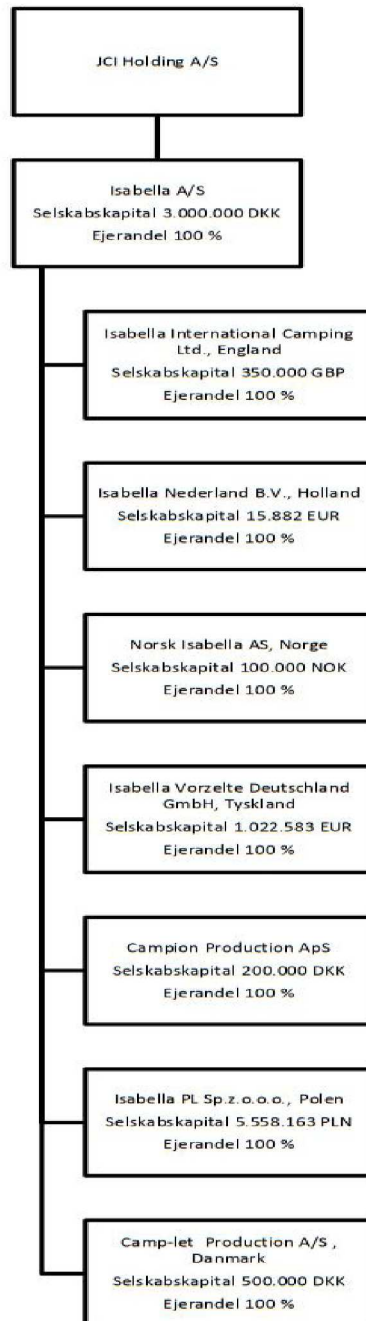 JCI Holding A/S
Isabella A/S
Selskabskapital 3.000.000 DKK
Ejerandel 100 %
Isabella International Camping
Ltd., England
Selskabskapital 350.000 GBP
Ejerandel 100 %
Isabella Nederland B.V., Holland
Selskabskapital 15.882 EUR
Ejerandel 100 %
Norsk Isabella AS, Norge
Selskabskapital 100.000 NOK
Ejerandel 100 %
Isabella Vorzelte Deutschland
GmbH, Tyskland
Selskabskapital 1.022.583 EUR
Ejerandel 100 %
Campion Production ApS
Selskabskapital 200.000 DKK
Ejerandel 100 %
Isabella PL Sp.z.o.o.o., Polen
Selskabskapital 5.558.163 PLN
Ejerandel 100 %
Camp-let Production A/S ,
Danmark
Selskabskapital 500.000 DKK
Ejerandel 100 %